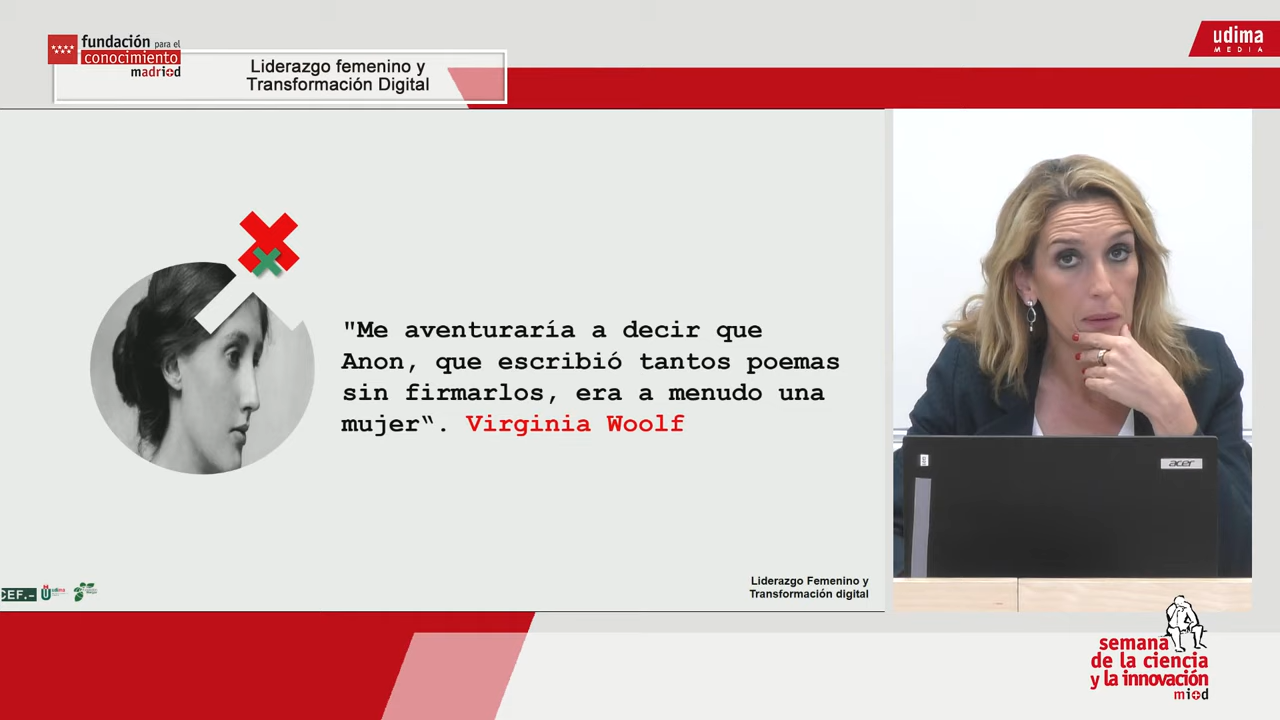 fundación para el
conocimiento
madri+d
Liderazgo femenino y
Transformación Digital
udima
MEDIA
"Me aventuraría a decir que
Anon, que escribió tantos poemas
sin firmarlos, era a menudo una
mujer“. Virginia Woolf
acer
CEF.-
udima
Liderazgo Femenino y
Transformación digital
semana
de la ciencia
y la innovación
mi+d